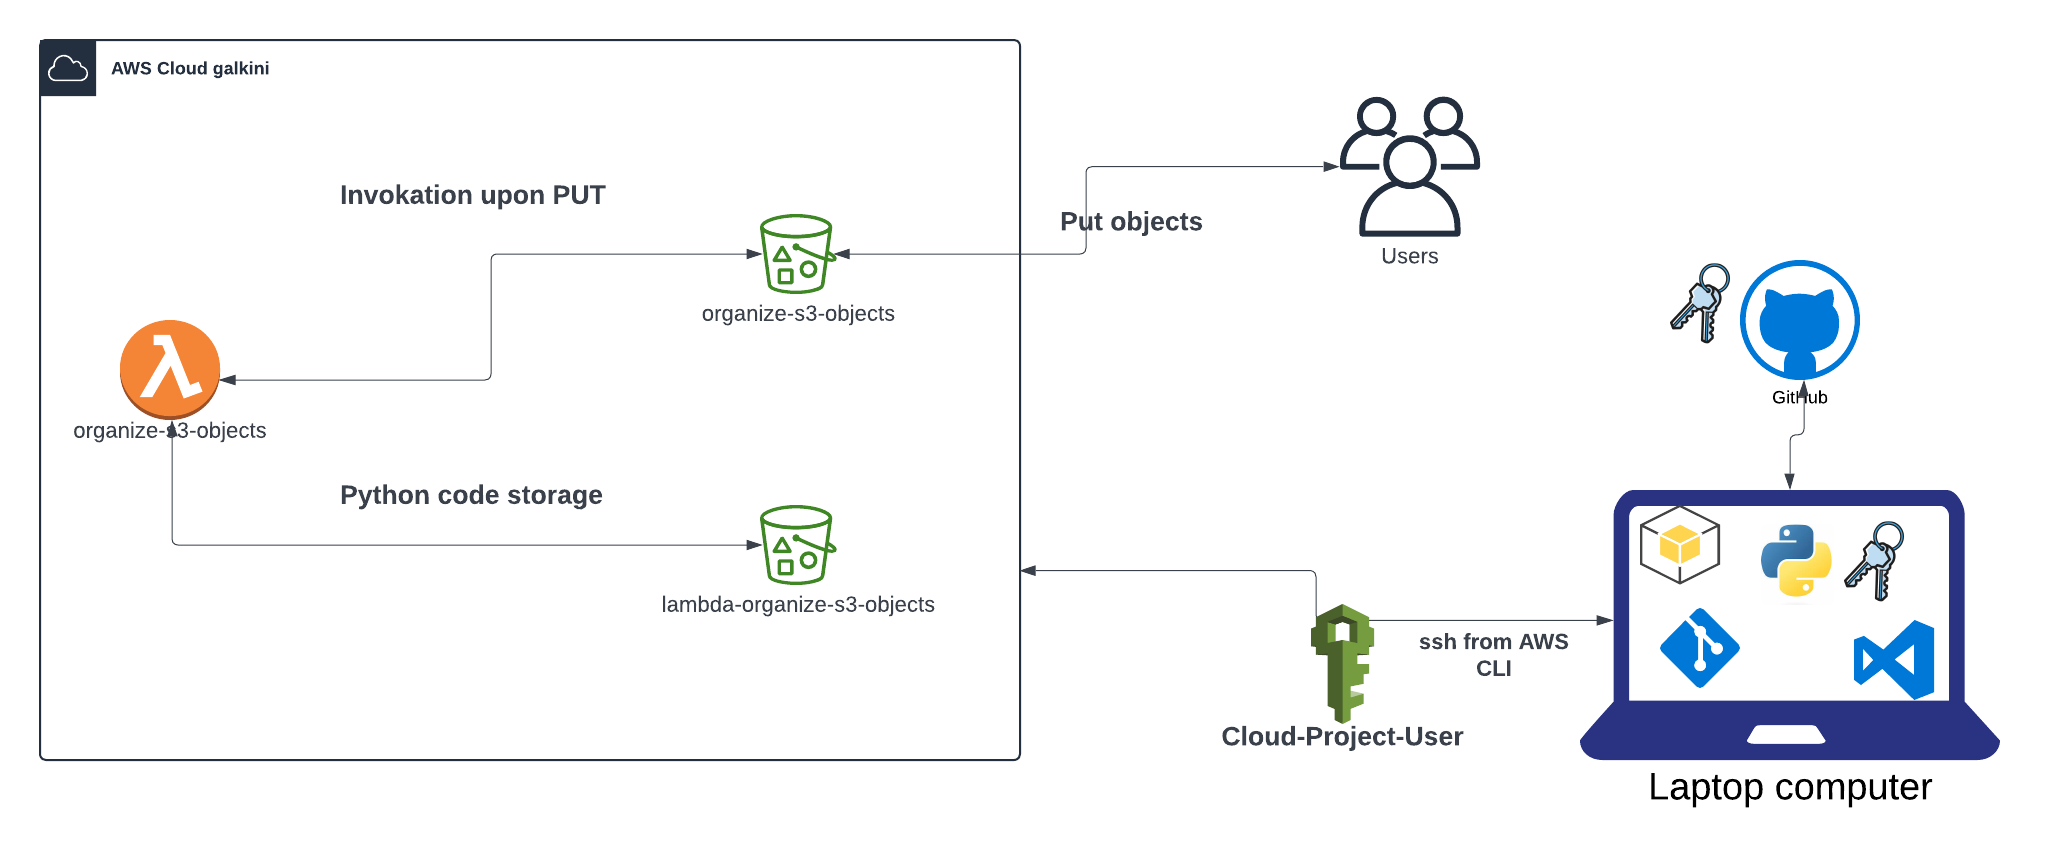 AWS Cloud galkini
Invokation upon PUT
Put objects
Users
organize-s3-objects
GitHub
organize-s3-objects
Python code storage
lambda-organize-s3-objects
ssh from AWS
CLI
Cloud-Project-User
Laptop computer